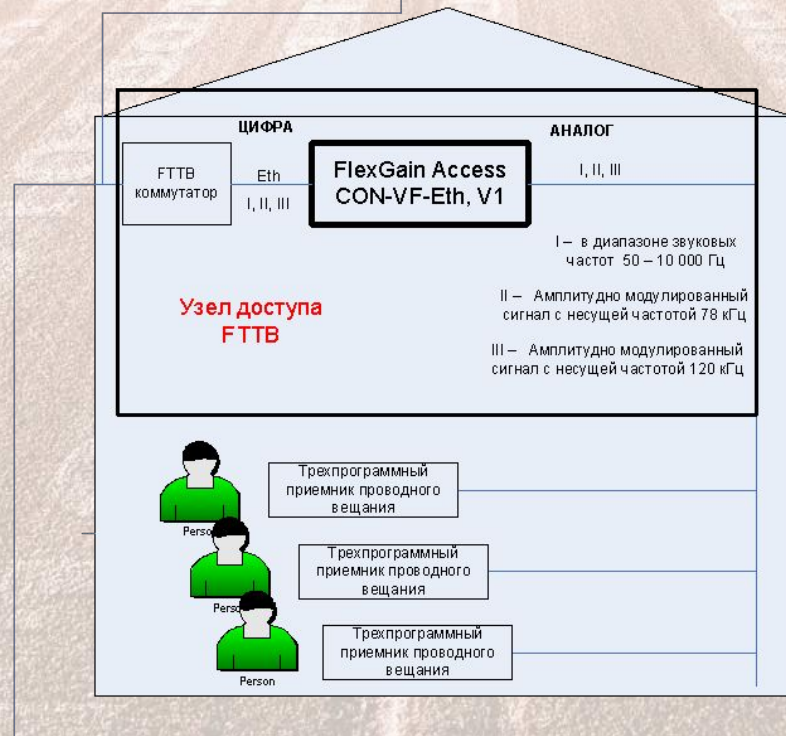 ЦИФРА
АНАЛОГ
FTTB
коммутатор
Eth
I, II, III
FlexGain Access
CON-VF-Eth, V1
I, II, III
I – в диапазоне звуковых
частот 50 – 10 000 Гц
II – Амплитудно модулированный
сигнал с несущей частотой 78 кГц
III – Амплитудно модулированный
сигнал с несущей частотой 120 кГц
Узел доступа
FTTB
Трехпрограммный
приемник проводного
вещания
Person
Трехпрограммный
приемник проводного
вещания
Person
Трехпрограммный
приемник проводного
вещания
Person